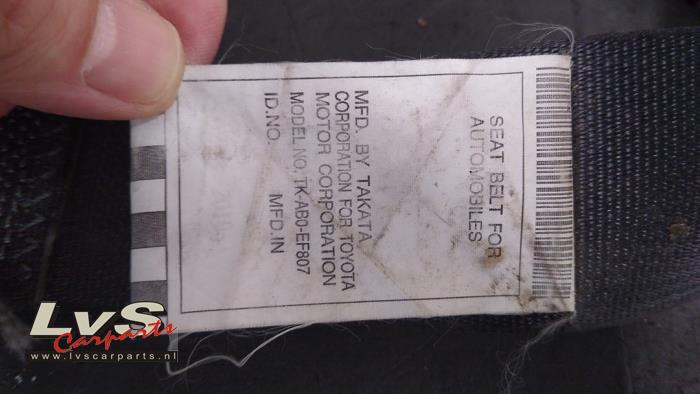 SEAT BELT FOR
AUTOMOBILES
MFD. BY TAKATA
CORPORATION FOR TOYOTA
MOTOR CORPORATION
MODEL NO. TK-AB0-EF807
ID.NO. MFD.IN
LvS
Carparts
www.lvscarparts.nl